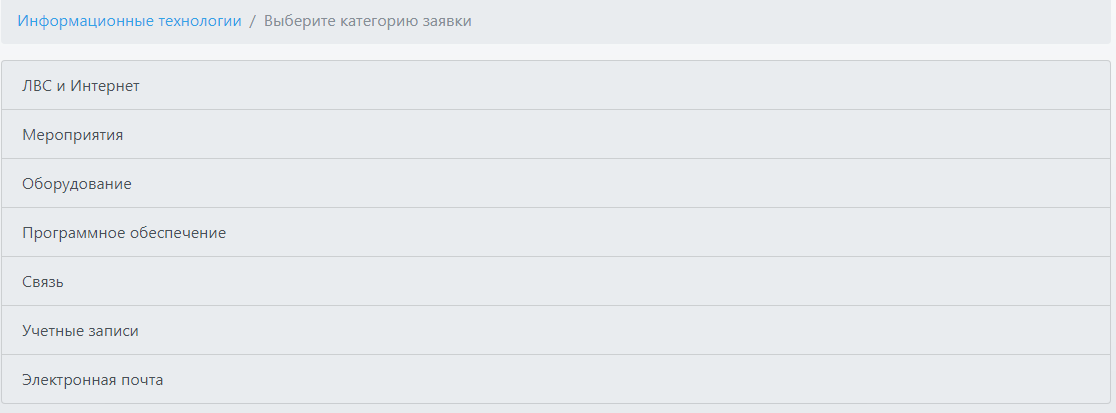 Информационные технологии / Выберите категорию заявки
ЛВС и Интернет
Мероприятия
Оборудование
Программное обеспечение
Связь
Учетные записи
Электронная почта